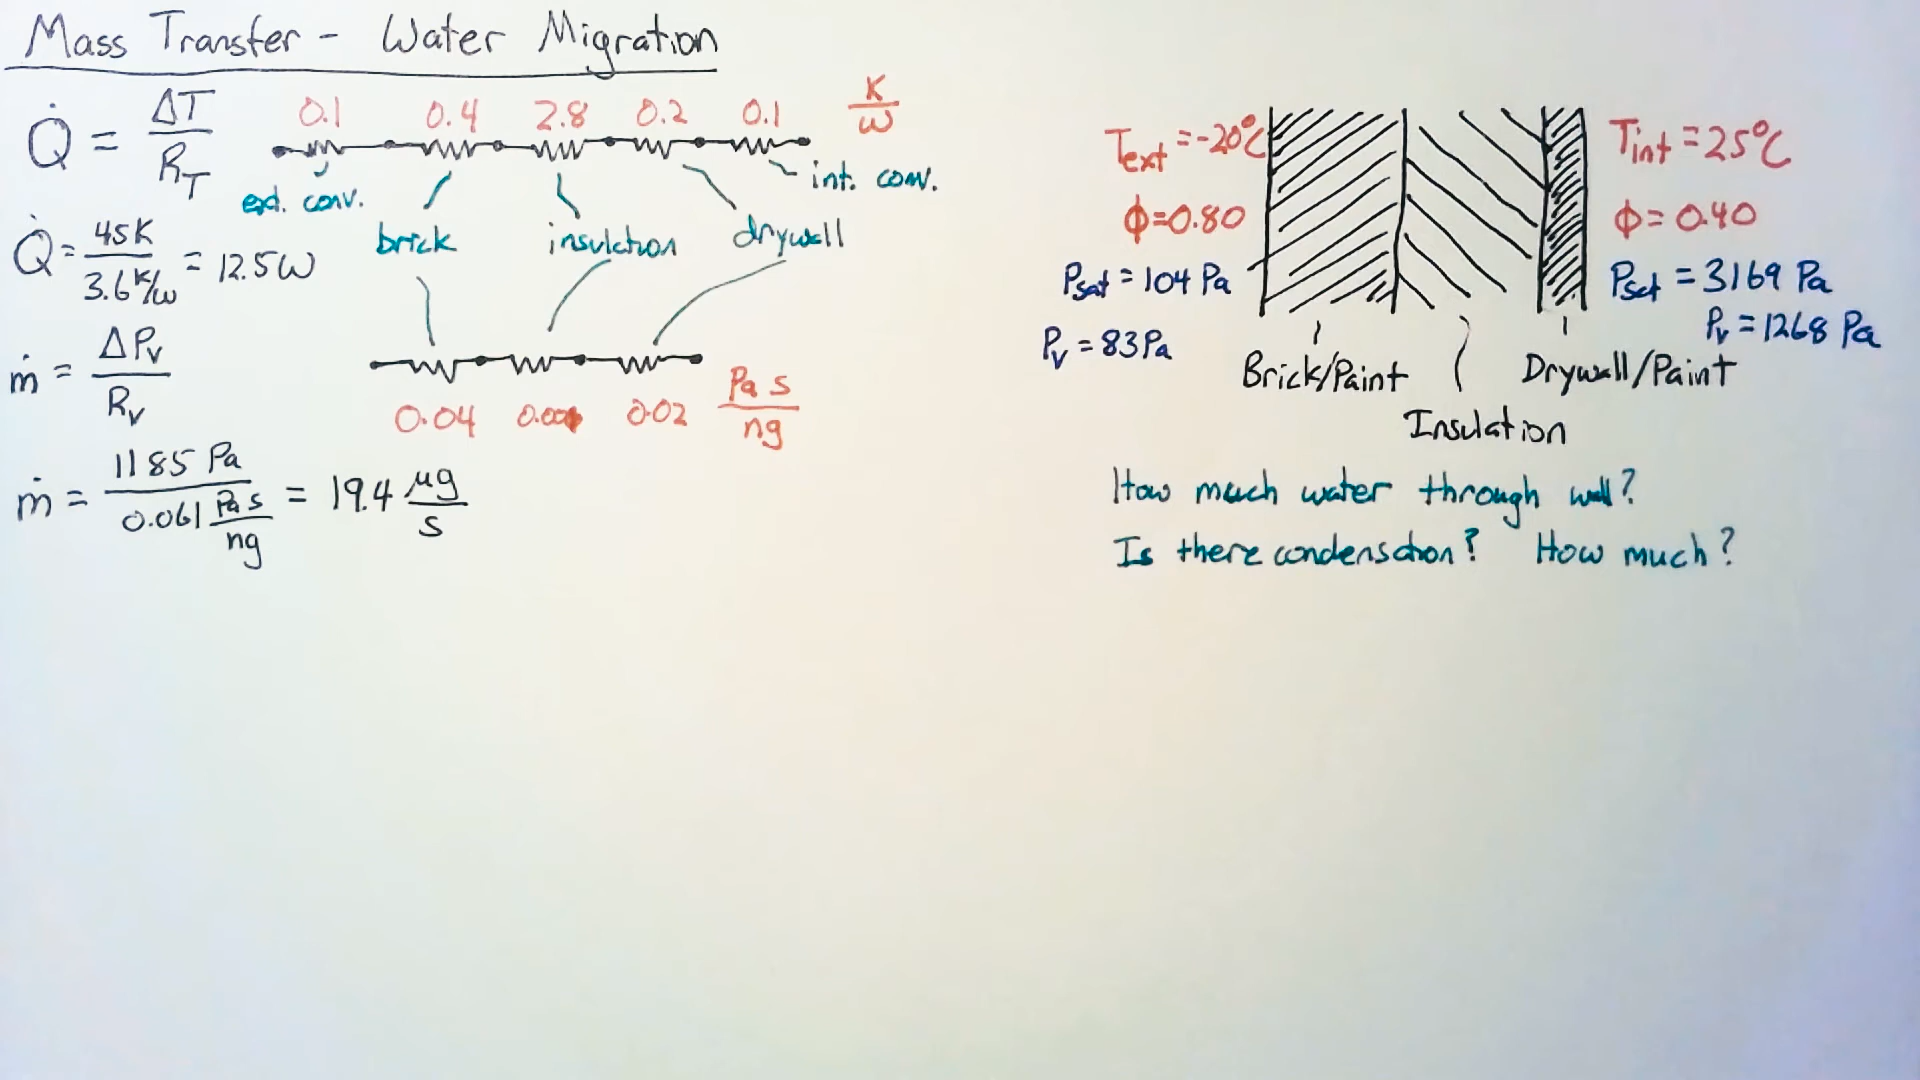 Mass Transfer - Water Migration
Q̇ = ΔT / R_T
0.1 0.4 2.8 0.2 0.1 K/W
ext. conv. brick insulation drywall int. conv.
Q̇ = 45K / 3.6 K/W = 12.5W
ṁ = ΔP_v / R_v
0.04 0.001 0.02 Pa s / ng
ṁ = 1185 Pa / 0.061 Pa s / ng = 19.4 μg / s
T_ext = -20°C
ϕ=0.80
P_sat = 104 Pa
P_v = 83 Pa
T_int = 25°C
ϕ = 0.40
P_sat = 3169 Pa
P_v = 1268 Pa
Brick/Paint
Insulation
Drywall/Paint
How much water through wall?
Is there condensation? How much?